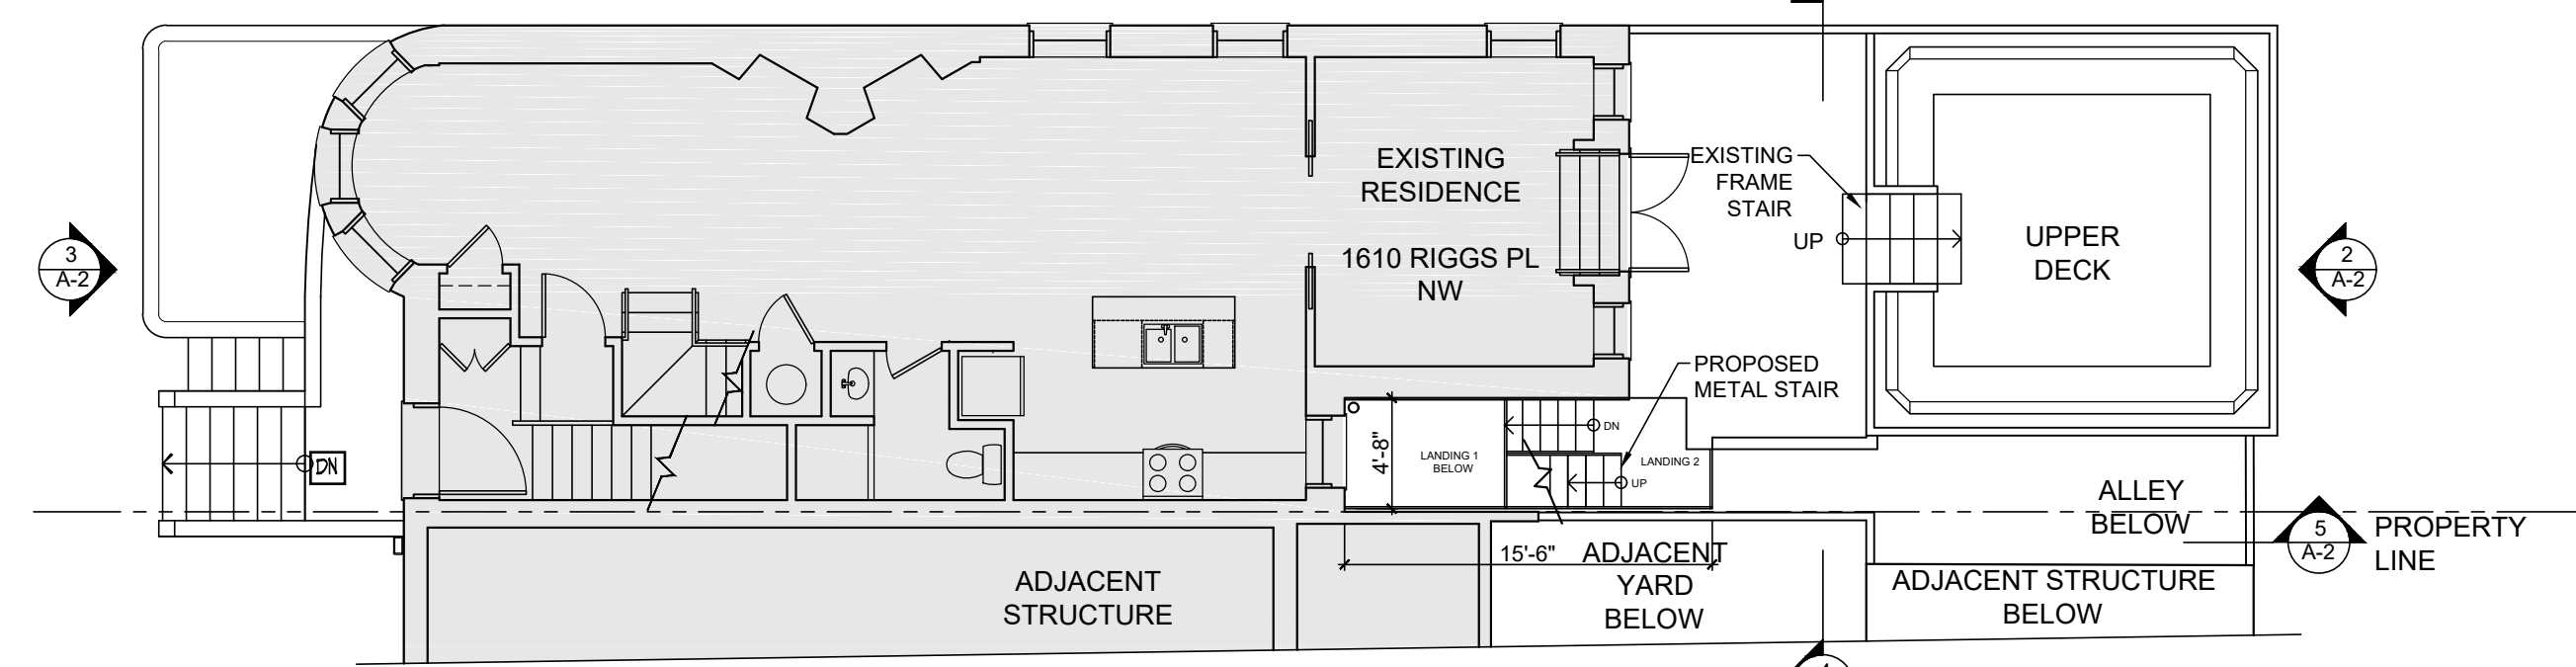 3
A-2
DN
EXISTING
RESIDENCE
1610 RIGGS PL
NW
EXISTING
FRAME
STAIR
UP
UPPER
DECK
2
A-2
PROPOSED
METAL STAIR
4'-8"
LANDING 1
BELOW
DN
UP
LANDING 2
15'-6"
ADJACENT
STRUCTURE
ADJACENT
YARD
BELOW
ALLEY
BELOW
ADJACENT STRUCTURE
BELOW
5
A-2
PROPERTY
LINE